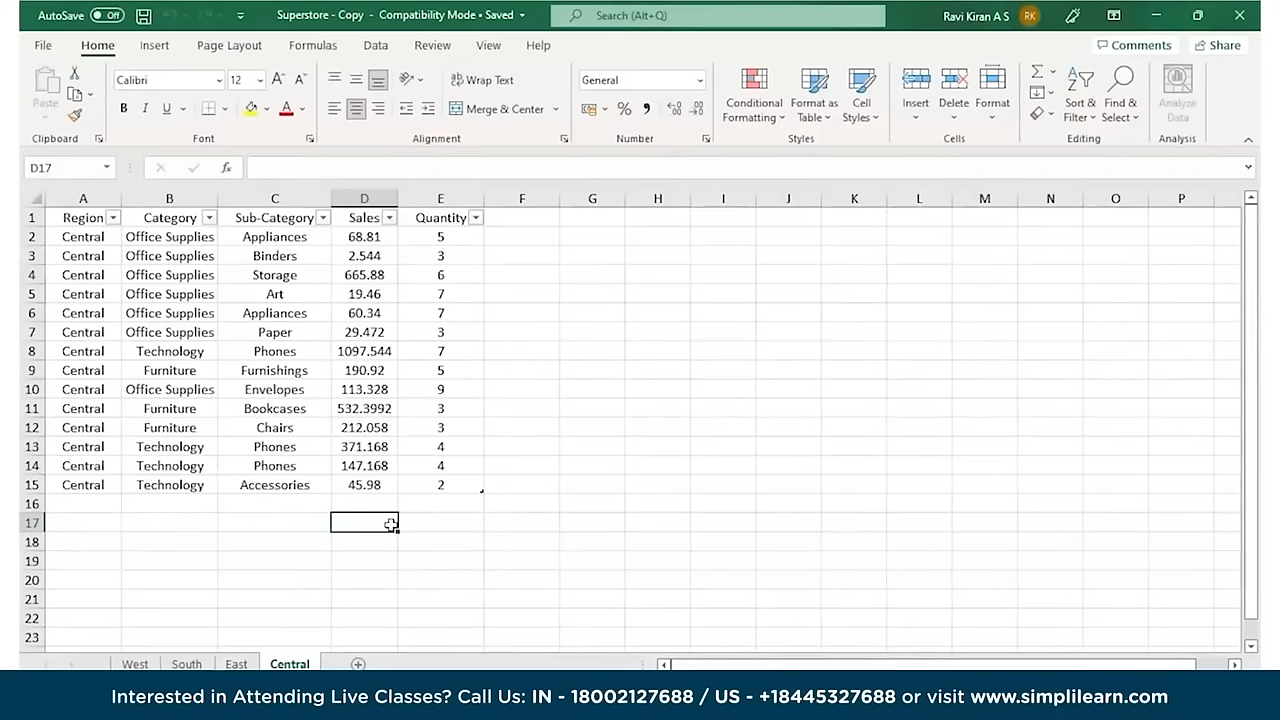 AutoSave Off Superstore - Copy - Compatibility Mode • Saved Search (Alt+Q) Ravi Kiran A S RK
File Home Insert Page Layout Formulas Data Review View Help Comments Share
Paste Calibri 12 A A Wrap Text General Conditional Formatting Format as Table Cell Styles Insert Delete Format Sort & Filter Find & Select Analyze Data
B I U A Merge & Center % ,
Clipboard Font Alignment Number Styles Cells Editing Analysis
D17 fx
A B C D E F G H I J K L M N O P
1 Region Category Sub-Category Sales Quantity
2 Central Office Supplies Appliances 68.81 5
3 Central Office Supplies Binders 2.544 3
4 Central Office Supplies Storage 665.88 6
5 Central Office Supplies Art 19.46 7
6 Central Office Supplies Appliances 60.34 7
7 Central Office Supplies Paper 29.472 3
8 Central Technology Phones 1097.544 7
9 Central Furniture Furnishings 190.92 5
10 Central Office Supplies Envelopes 113.328 9
11 Central Furniture Bookcases 532.3992 3
12 Central Furniture Chairs 212.058 3
13 Central Technology Phones 371.168 4
14 Central Technology Phones 147.168 4
15 Central Technology Accessories 45.98 2
16
17
18
19
20
21
22
23
West South East Central
Interested in Attending Live Classes? Call Us: IN - 18002127688 / US - +18445327688 or visit www.simplilearn.com